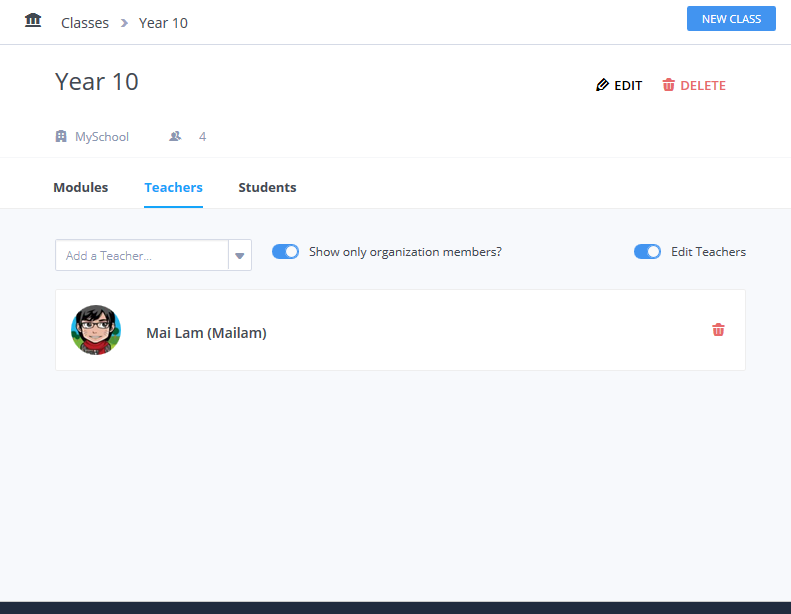 Classes Year 10
NEW CLASS
Year 10
EDIT DELETE
MySchool 4
Modules Teachers Students
Add a Teacher... Show only organization members? Edit Teachers
Mai Lam (Mailam)